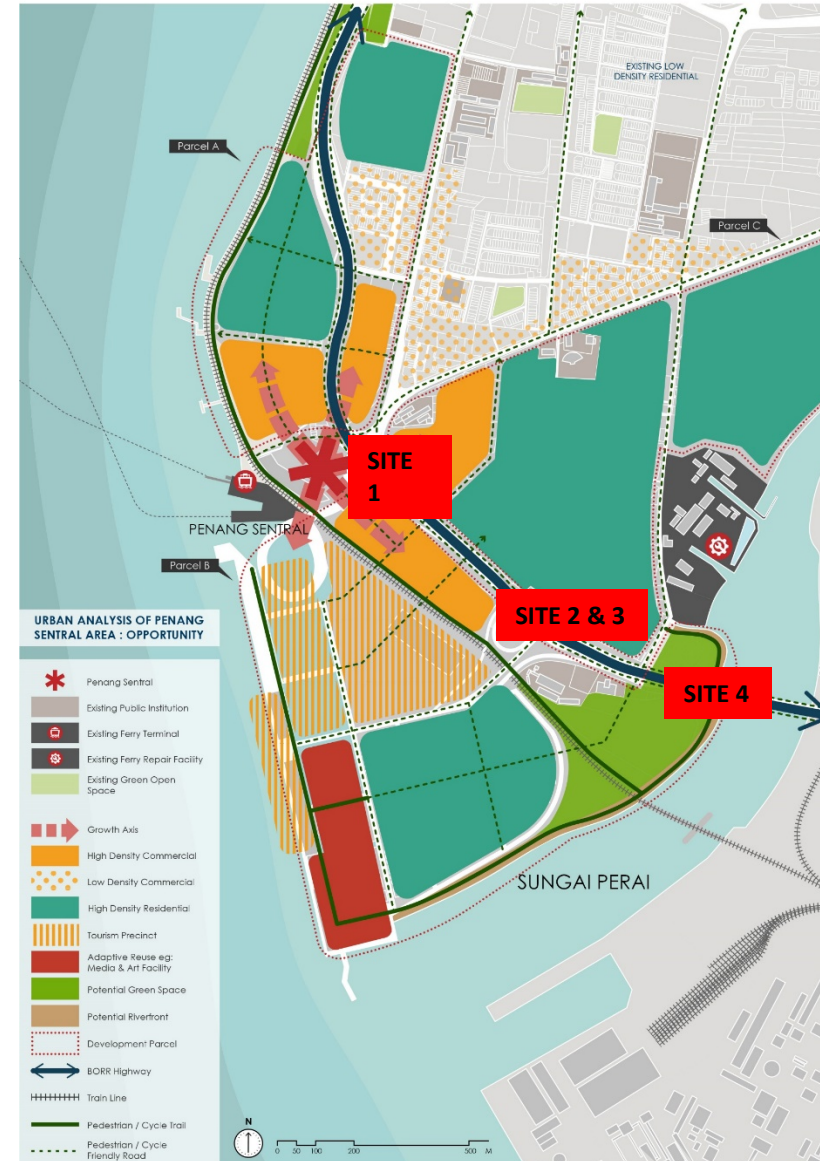 EXISTING LOW
DENSITY RESIDENTIAL
Parcel A
Parcel C
SITE
1
PENANG SENTRAL
Parcel B
SITE 2 & 3
SITE 4
SUNGAI PERAI
URBAN ANALYSIS OF PENANG
SENTRAL AREA : OPPORTUNITY
Penang Sentral
Existing Public Institution
Existing Ferry Terminal
Existing Ferry Repair Facility
Existing Green Open
Space
Growth Axis
High Density Commercial
Low Density Commercial
High Density Residential
Tourism Precinct
Adaptive Reuse eg:
Media & Art Facility
Potential Green Space
Potential Riverfront
Development Parcel
BORR Highway
Train Line
Pedestrian / Cycle Trail
Pedestrian / Cycle
Friendly Road
N
0 50 100 200 500 M